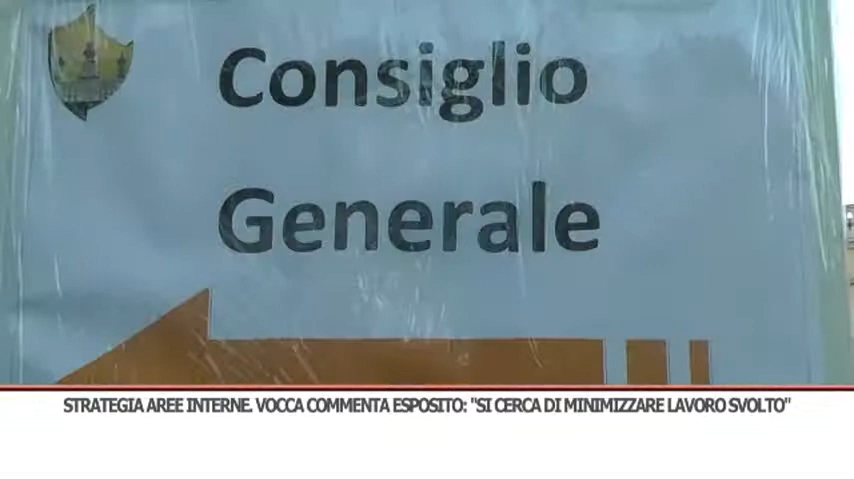 Consiglio
Generale
STRATEGIA AREE INTERNE. VOCCA COMMENTA ESPOSITO: "SI CERCA DI MINIMIZZARE LAVORO SVOLTO"